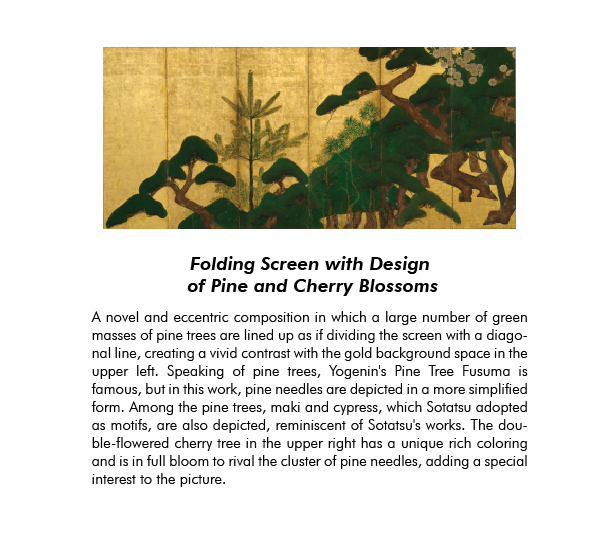 Folding Screen with Design
of Pine and Cherry Blossoms
A novel and eccentric composition in which a large number of green
masses of pine trees are lined up as if dividing the screen with a diago-
nal line, creating a vivid contrast with the gold background space in the
upper left. Speaking of pine trees, Yogenin's Pine Tree Fusuma is
famous, but in this work, pine needles are depicted in a more simplified
form. Among the pine trees, maki and cypress, which Sotatsu adopted
as motifs, are also depicted, reminiscent of Sotatsu's works. The dou-
ble-flowered cherry tree in the upper right has a unique rich coloring
and is in full bloom to rival the cluster of pine needles, adding a special
interest to the picture.